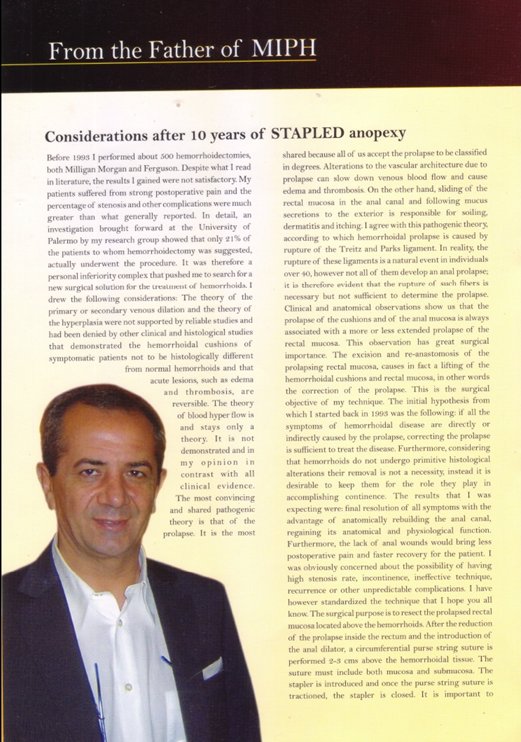 From the Father of MIPH
Considerations after 10 years of STAPLED anopexy
Before 1993 I performed about 500 hemorrhoidectomies,
both Milligan Morgan and Ferguson. Despite what I read
in literature, the results I gained were not satisfactory. My
patients suffered from strong postoperative pain and the
percentage of stenosis and other complications were much
greater than what generally reported. In detail, an
investigation brought forward at the University of
Palermo by my research group showed that only 21% of
the patients to whom hemorrhoidectomy was suggested,
actually underwent the procedure. It was therefore a
personal inferiority complex that pushed me to search for a
new surgical solution for the treatment of hemorrhoids. I
drew the following considerations: The theory of the
primary or secondary venous dilation and the theory of
the hyperplasia were not supported by reliable studies and
had been denied by other clinical and histological studies
that demonstrated the hemorrhoidal cushions of
symptomatic patients not to be histologically different
from normal hemorrhoids and that
acute lesions, such as edema
and thrombosis, are
reversible. The theory
of blood hyper flow is
and stays only a
theory. It is not
demonstrated and in
my opinion in
contrast with all
clinical evidence.
The most convincing
and shared pathogenic
theory is that of the
prolapse. It is the most
shared because all of us accept the prolapse to be classified
in degrees. Alterations to the vascular architecture due to
prolapse can slow down venous blood flow and cause
edema and thrombosis. On the other hand, sliding of the
rectal mucosa in the anal canal and following mucus
secretions to the exterior is responsible for soiling,
dermatitis and itching. I agree with this pathogenic theory,
according to which hemorrhoidal prolapse is caused by
rupture of the Treitz and Parks ligament. In reality, the
rupture of these ligaments is a natural event in individuals
over 40, however not all of them develop an anal prolapse;
it is therefore evident that the rupture of such fibers is
necessary but not sufficient to determine the prolapse.
Clinical and anatomical observations show us that the
prolapse of the cushions and of the anal mucosa is always
associated with a more or less extended prolapse of the
rectal mucosa. This observation has great surgical
importance. The excision and re-anastomosis of the
prolapsing rectal mucosa, causes in fact a lifting of the
hemorrhoidal cushions and rectal mucosa, in other words
the correction of the prolapse. This is the surgical
objective of my technique. The initial hypothesis from
which I started back in 1993 was the following: if all the
symptoms of hemorrhoidal disease are directly or
indirectly caused by the prolapse, correcting the prolapse
is sufficient to treat the disease. Furthermore, considering
that hemorrhoids do not undergo primitive histological
alterations their removal is not a necessity, instead it is
desirable to keep them for the role they play in
accomplishing continence. The results that I was
expecting were: final resolution of all symptoms with the
advantage of anatomically rebuilding the anal canal,
regaining its anatomical and physiological function.
Furthermore, the lack of anal wounds would bring less
postoperative pain and faster recovery for the patient. I
was obviously concerned about the possibility of having
high stenosis rate, incontinence, ineffective technique,
recurrence or other unpredictable complications. I have
however standardized the technique that I hope you all
know. The surgical purpose is to resect the prolapsed rectal
mucosa located above the hemorrhoids. After the reduction
of the prolapse inside the rectum and the introduction of
the anal dilator, a circumferential purse string suture is
performed 2-3 cms above the hemorrhoidal tissue. The
suture must include both mucosa and submucosa. The
stapler is introduced and once the purse string suture is
tractioned, the stapler is closed. It is important to